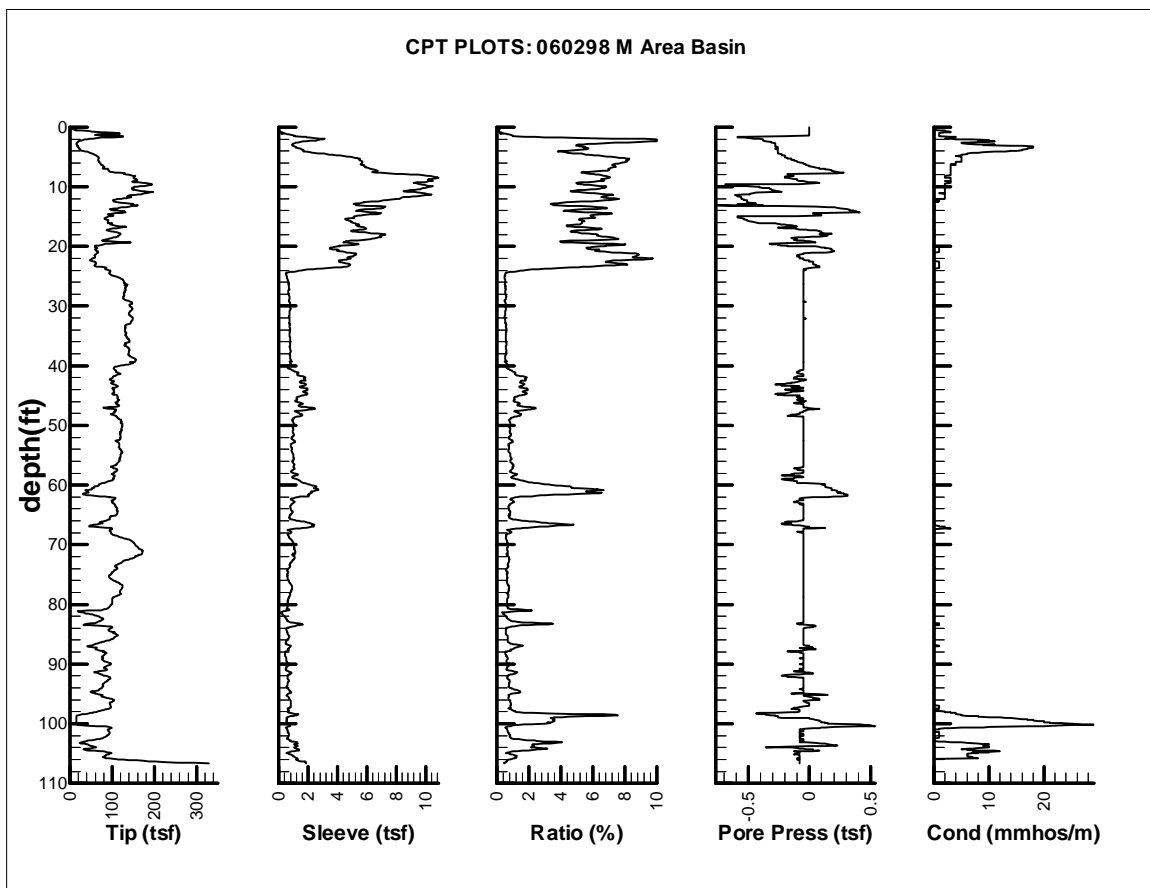 CPT PLOTS: 060298 M Area Basin
depth(ft)
0
10
20
30
40
50
60
70
80
90
100
110
0 100 200 300
Tip (tsf)
0 2 4 6 8 10
Sleeve (tsf)
0 2 4 6 8 10
Ratio (%)
-0.5 0 0.5
Pore Press (tsf)
0 10 20
Cond (mmhos/m)